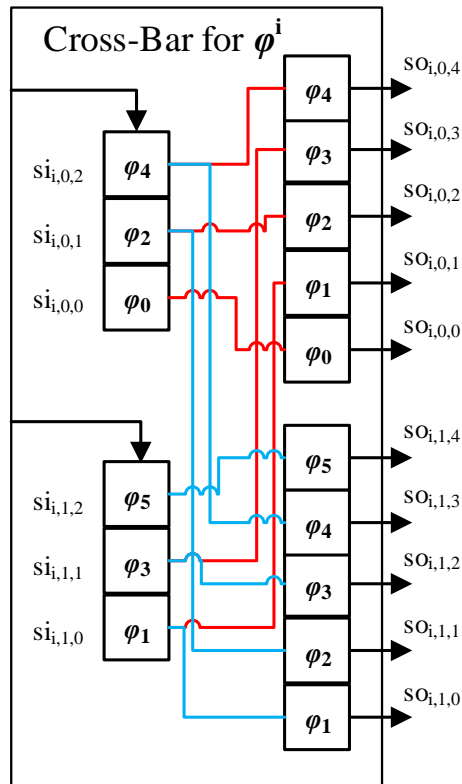 Cross-Bar for φⁱ
φ₄ so_{i,0,4}
φ₃ so_{i,0,3}
si_{i,0,2} φ₄
φ₂ so_{i,0,2}
si_{i,0,1} φ₂
φ₁ so_{i,0,1}
si_{i,0,0} φ₀
φ₀ so_{i,0,0}
φ₅ so_{i,1,4}
si_{i,1,2} φ₅
φ₄ so_{i,1,3}
si_{i,1,1} φ₃
φ₃ so_{i,1,2}
si_{i,1,0} φ₁
φ₂ so_{i,1,1}
φ₁ so_{i,1,0}